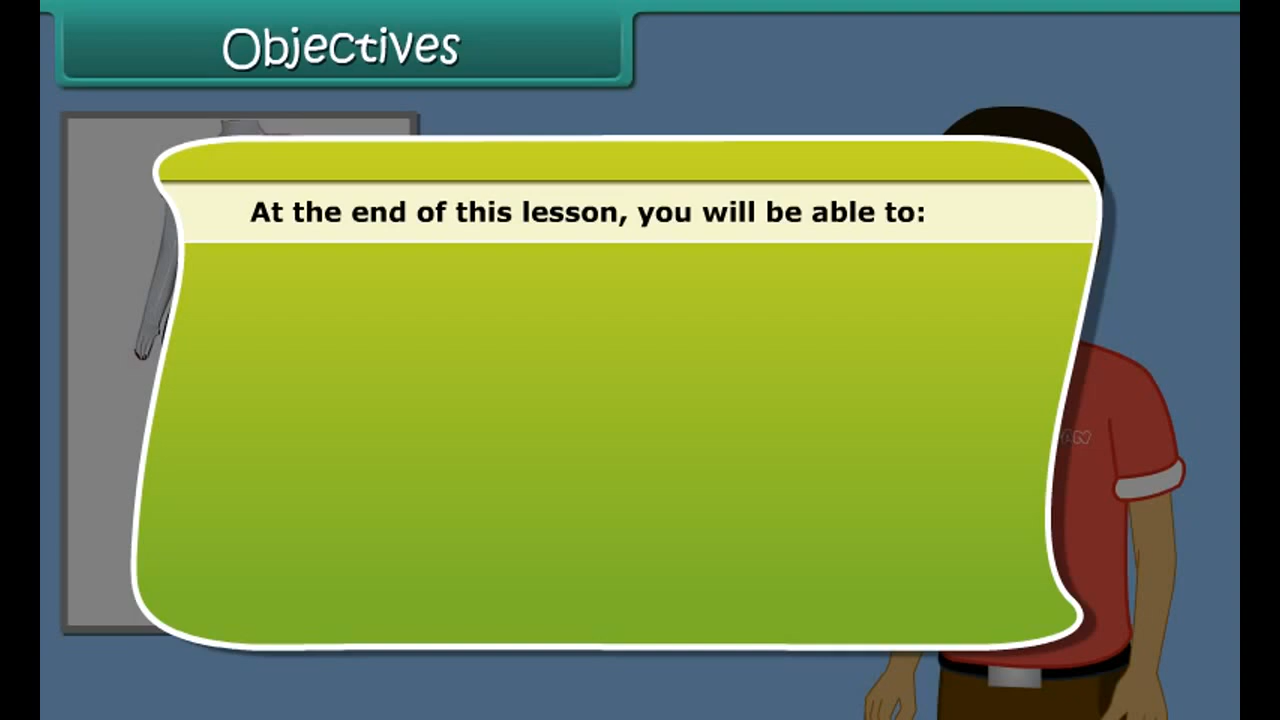 Objectives
At the end of this lesson, you will be able to: